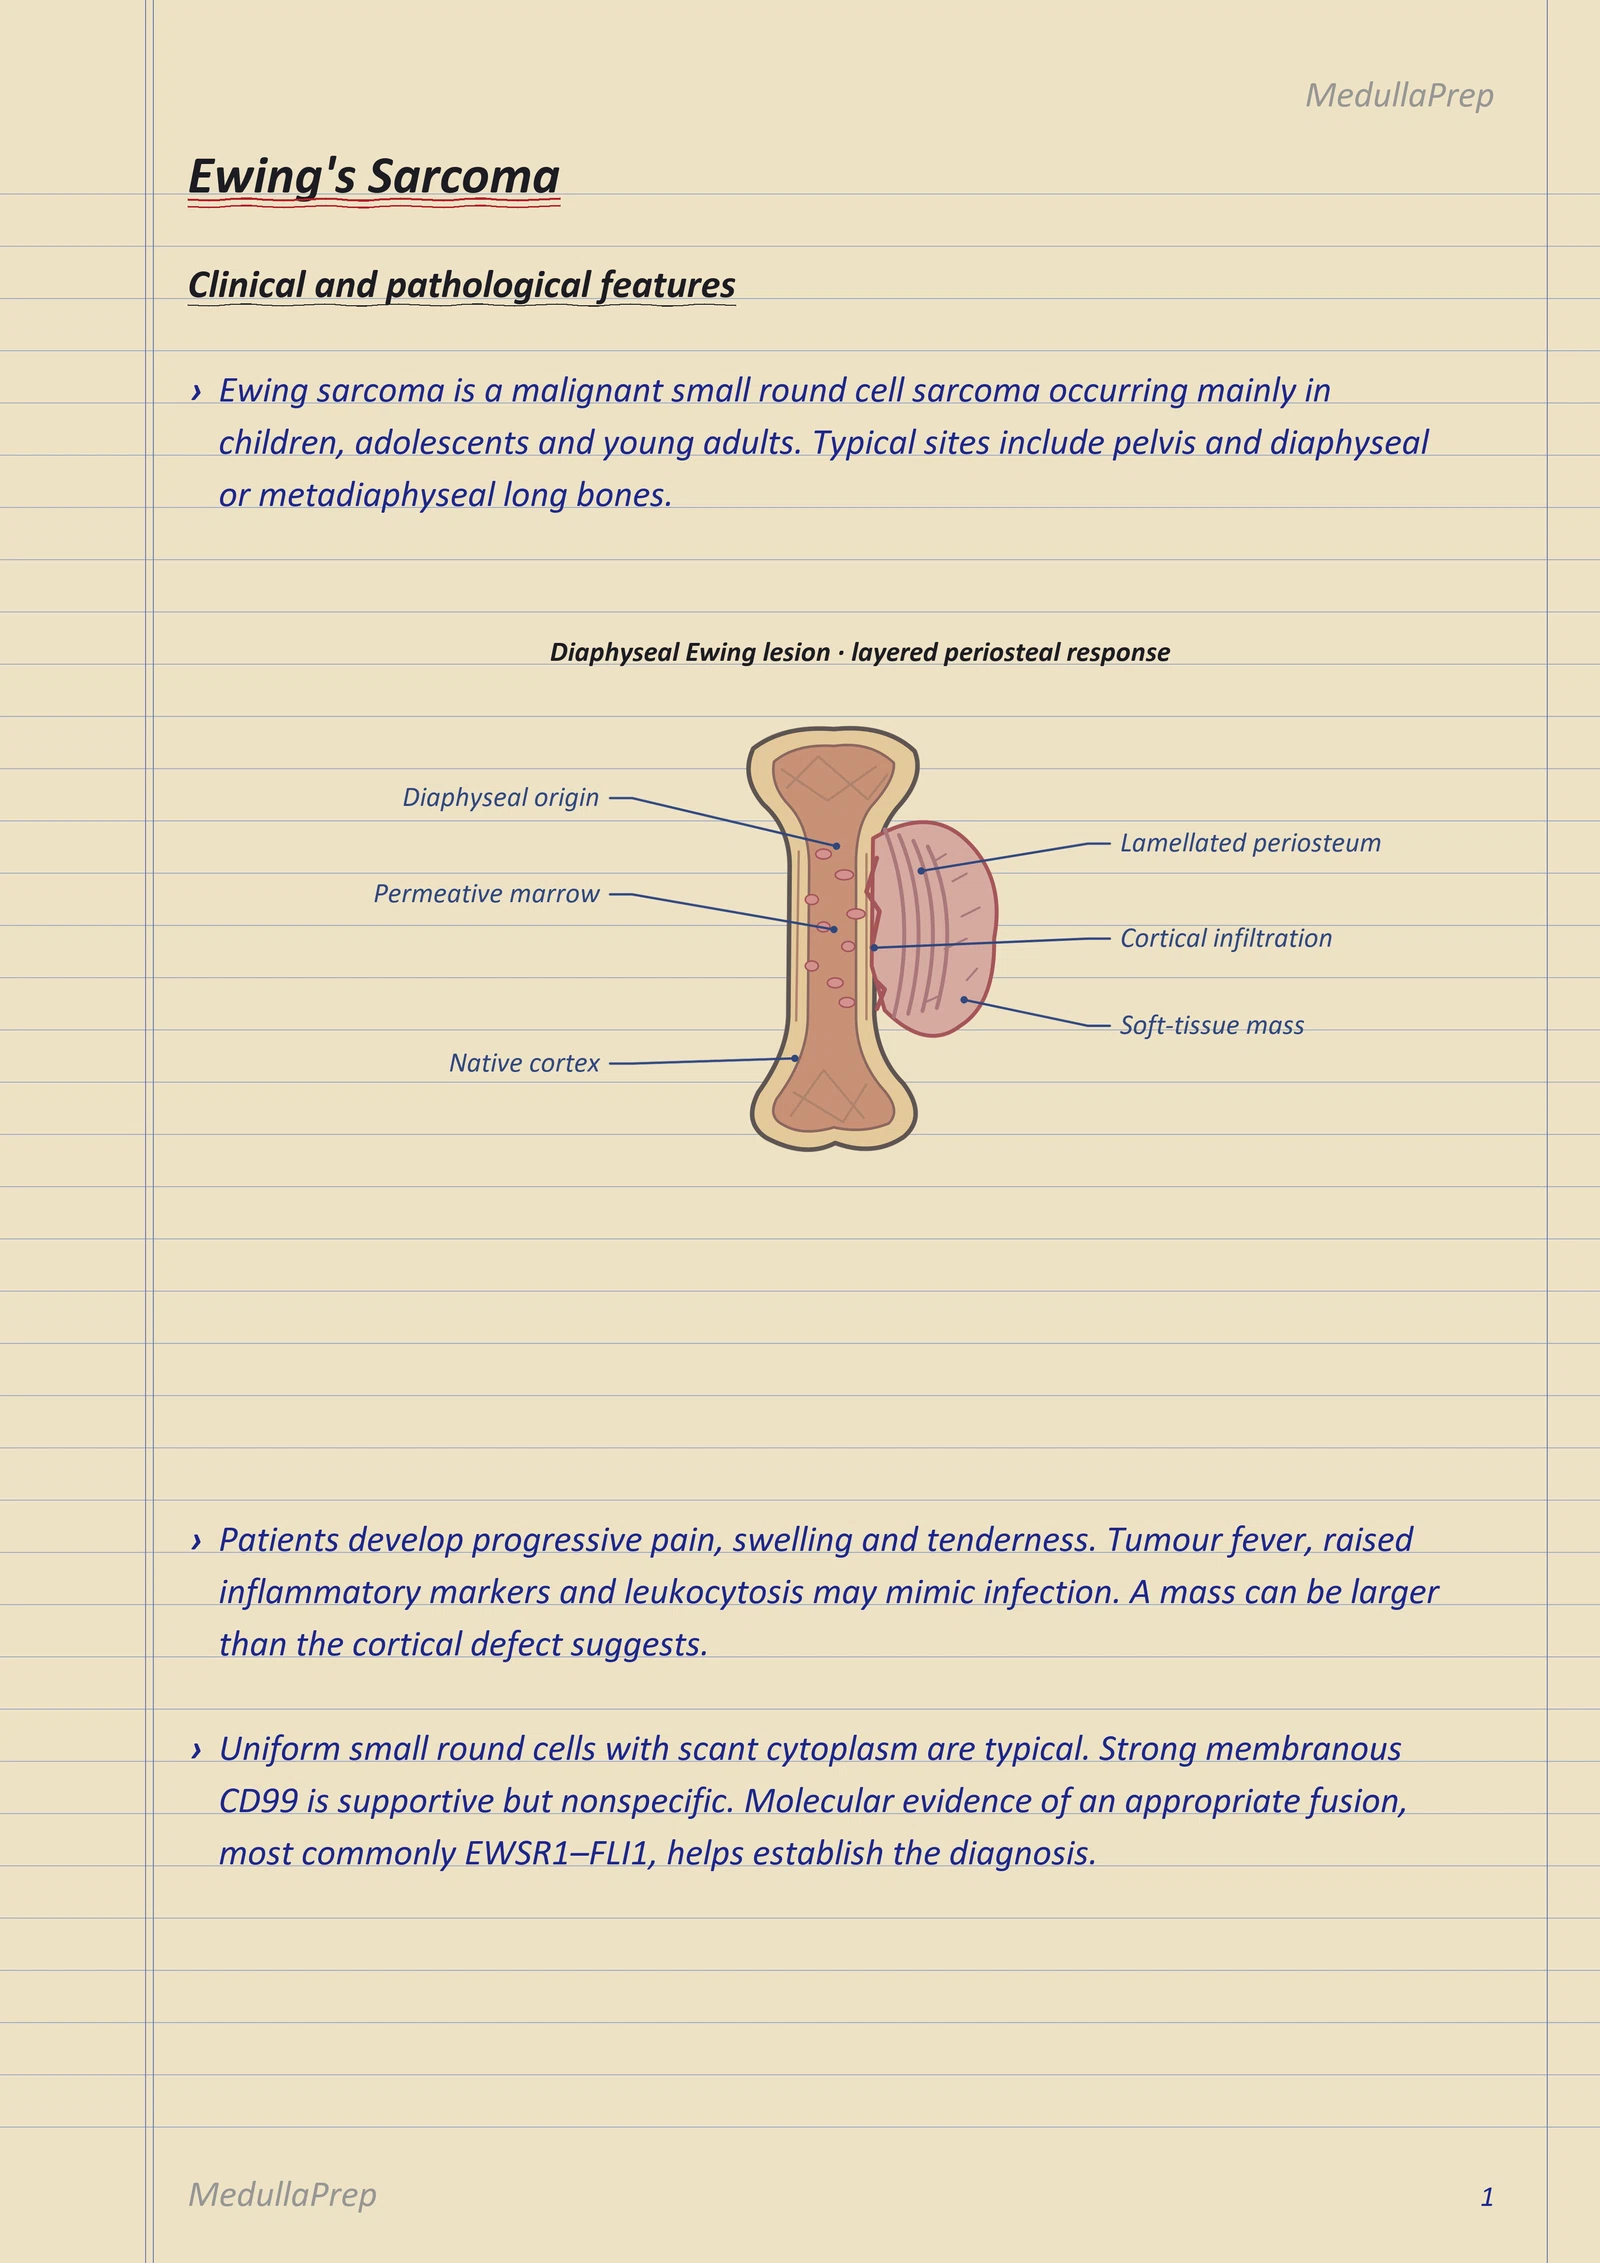 MedullaPrep
Ewing's Sarcoma
Clinical and pathological features
› Ewing sarcoma is a malignant small round cell sarcoma occurring mainly in
children, adolescents and young adults. Typical sites include pelvis and diaphyseal
or metadiaphyseal long bones.
Diaphyseal Ewing lesion · layered periosteal response
Diaphyseal origin
Lamellated periosteum
Permeative marrow
Cortical infiltration
Soft-tissue mass
Native cortex
› Patients develop progressive pain, swelling and tenderness. Tumour fever, raised
inflammatory markers and leukocytosis may mimic infection. A mass can be larger
than the cortical defect suggests.
› Uniform small round cells with scant cytoplasm are typical. Strong membranous
CD99 is supportive but nonspecific. Molecular evidence of an appropriate fusion,
most commonly EWSR1–FLI1, helps establish the diagnosis.
MedullaPrep
1